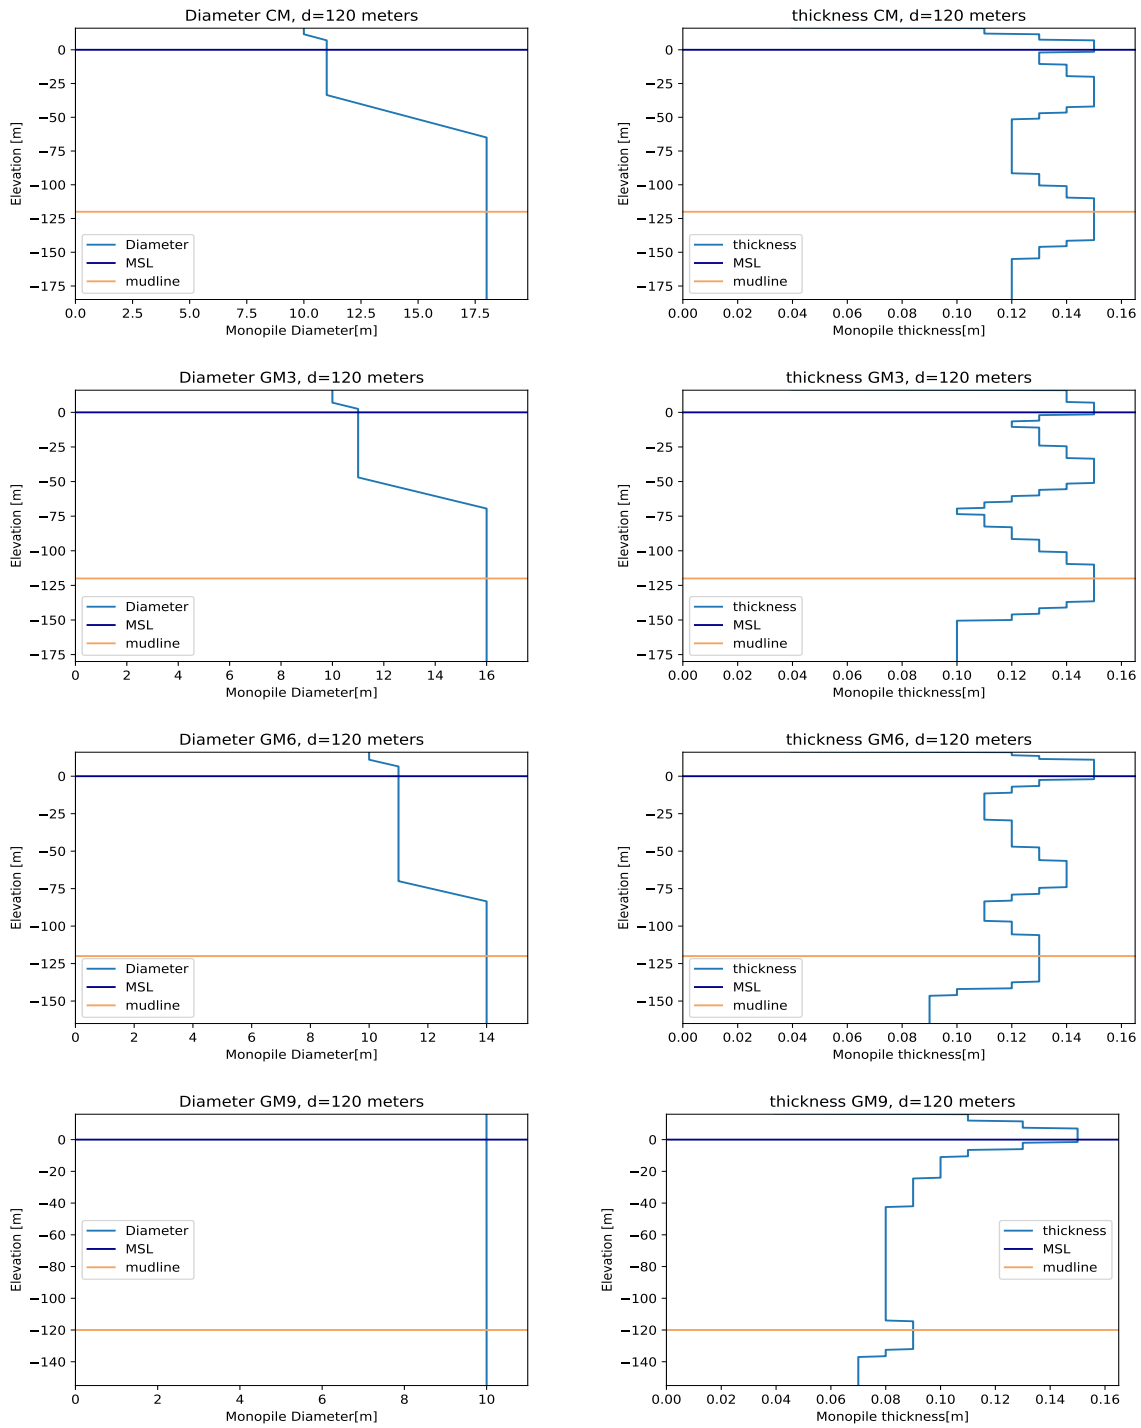 Diameter CM, d=120 meters
Elevation [m]
0
−25
−50
−75
−100
−125
−150
−175
Diameter
MSL
mudline
0.0 2.5 5.0 7.5 10.0 12.5 15.0 17.5
Monopile Diameter[m]
thickness CM, d=120 meters
Elevation [m]
0
−25
−50
−75
−100
−125
−150
−175
thickness
MSL
mudline
0.00 0.02 0.04 0.06 0.08 0.10 0.12 0.14 0.16
Monopile thickness[m]
Diameter GM3, d=120 meters
Elevation [m]
0
−25
−50
−75
−100
−125
−150
−175
Diameter
MSL
mudline
0 2 4 6 8 10 12 14 16
Monopile Diameter[m]
thickness GM3, d=120 meters
Elevation [m]
0
−25
−50
−75
−100
−125
−150
−175
thickness
MSL
mudline
0.00 0.02 0.04 0.06 0.08 0.10 0.12 0.14 0.16
Monopile thickness[m]
Diameter GM6, d=120 meters
Elevation [m]
0
−25
−50
−75
−100
−125
−150
Diameter
MSL
mudline
0 2 4 6 8 10 12 14
Monopile Diameter[m]
thickness GM6, d=120 meters
Elevation [m]
0
−25
−50
−75
−100
−125
−150
thickness
MSL
mudline
0.00 0.02 0.04 0.06 0.08 0.10 0.12 0.14 0.16
Monopile thickness[m]
Diameter GM9, d=120 meters
Elevation [m]
0
−20
−40
−60
−80
−100
−120
−140
Diameter
MSL
mudline
0 2 4 6 8 10
Monopile Diameter[m]
thickness GM9, d=120 meters
Elevation [m]
0
−20
−40
−60
−80
−100
−120
−140
thickness
MSL
mudline
0.00 0.02 0.04 0.06 0.08 0.10 0.12 0.14 0.16
Monopile thickness[m]